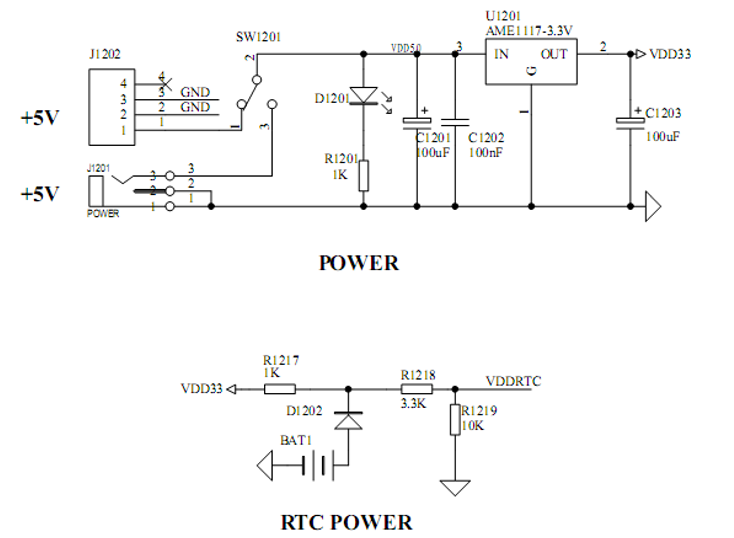 U1201
AME1117-3.3V
SW1201
J1202
VDD50
3
IN
OUT
2
VDD33
2
4
4
3
3
GND
2
2
GND
1
1
1
G
+5V
D1201
+
C1201
100uF
C1202
100nF
1
+
C1203
100uF
3
R1201
1K
J1201
3
3
2
2
1
1
+5V
POWER
POWER
R1217
1K
VDD33
R1218
3.3K
VDDRTC
D1202
R1219
10K
BAT1
RTC POWER